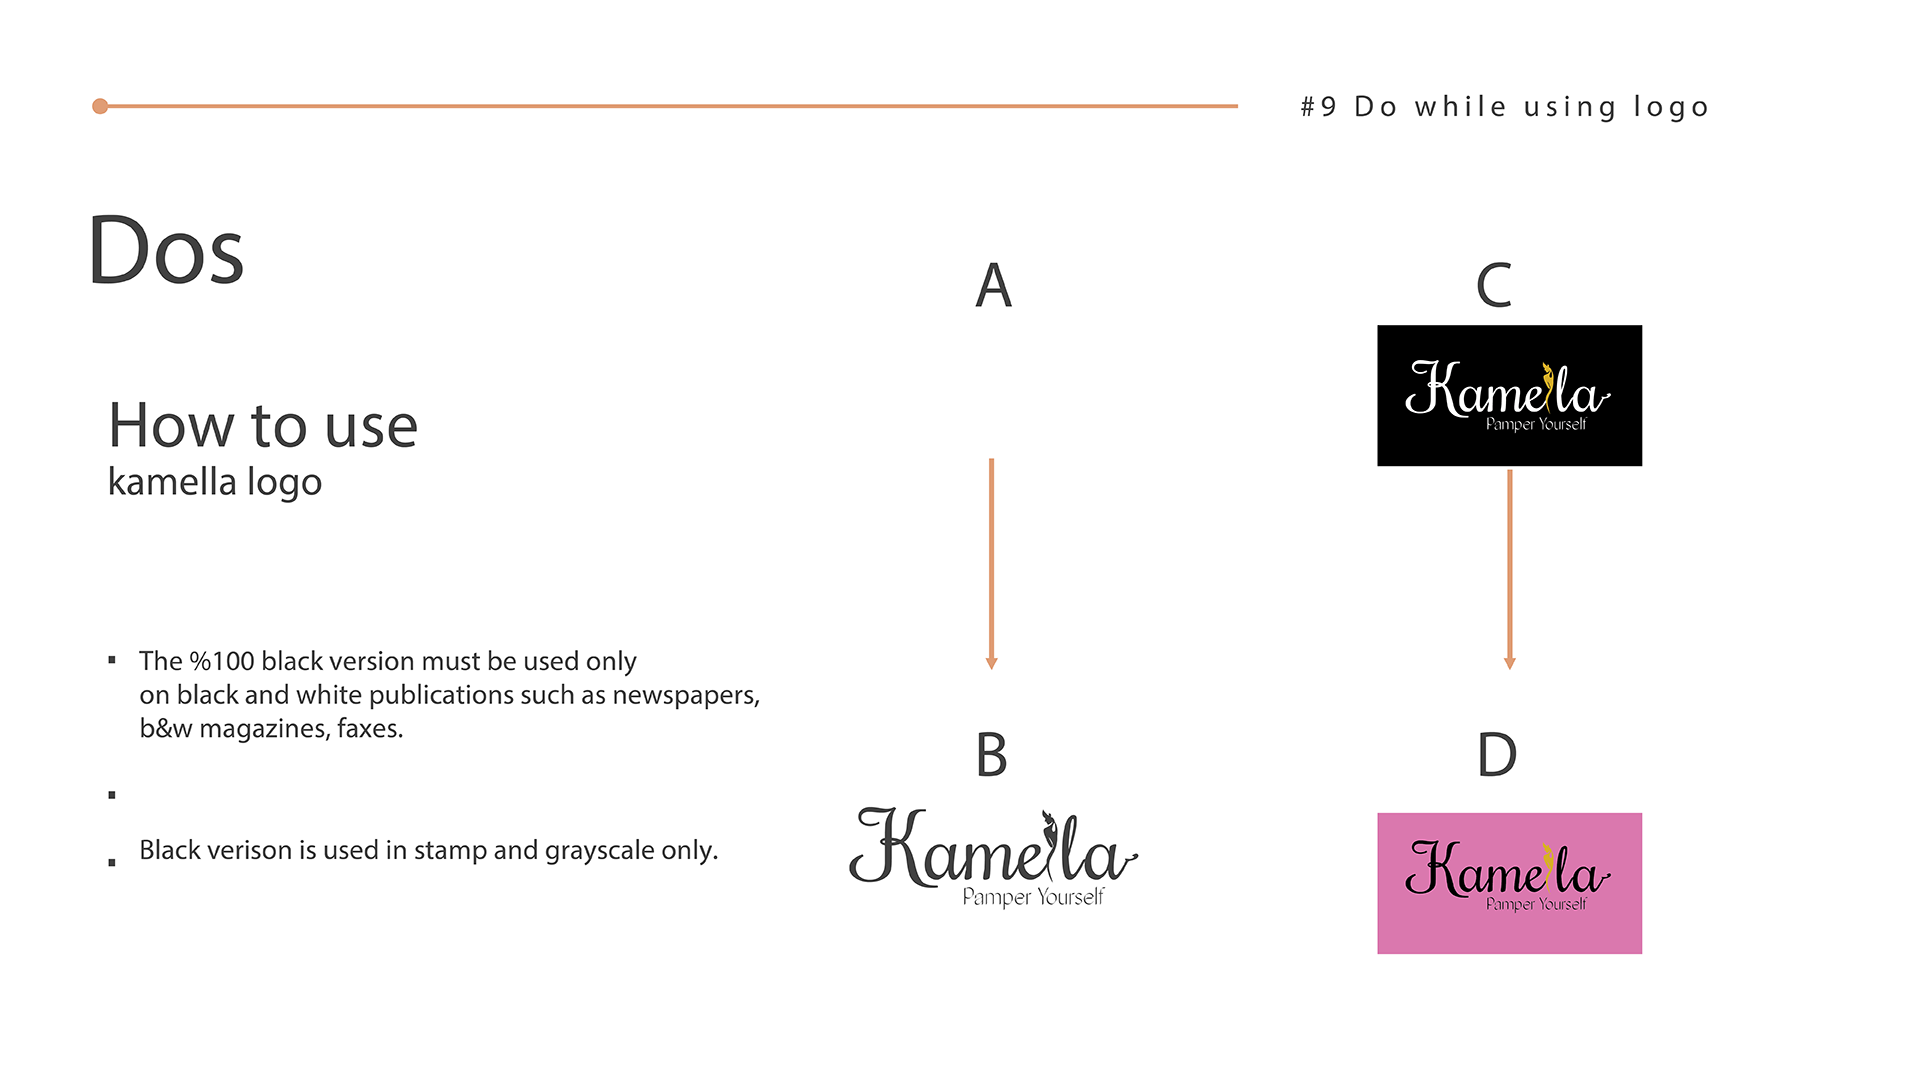 #9 Do while using logo
Dos
How to use
kamella logo
The %100 black version must be used only
on black and white publications such as newspapers,
b&w magazines, faxes.
Black verison is used in stamp and grayscale only.
A
B
Kamella
Pamper Yourself
C
Kamella
Pamper Yourself
D
Kamella
Pamper Yourself